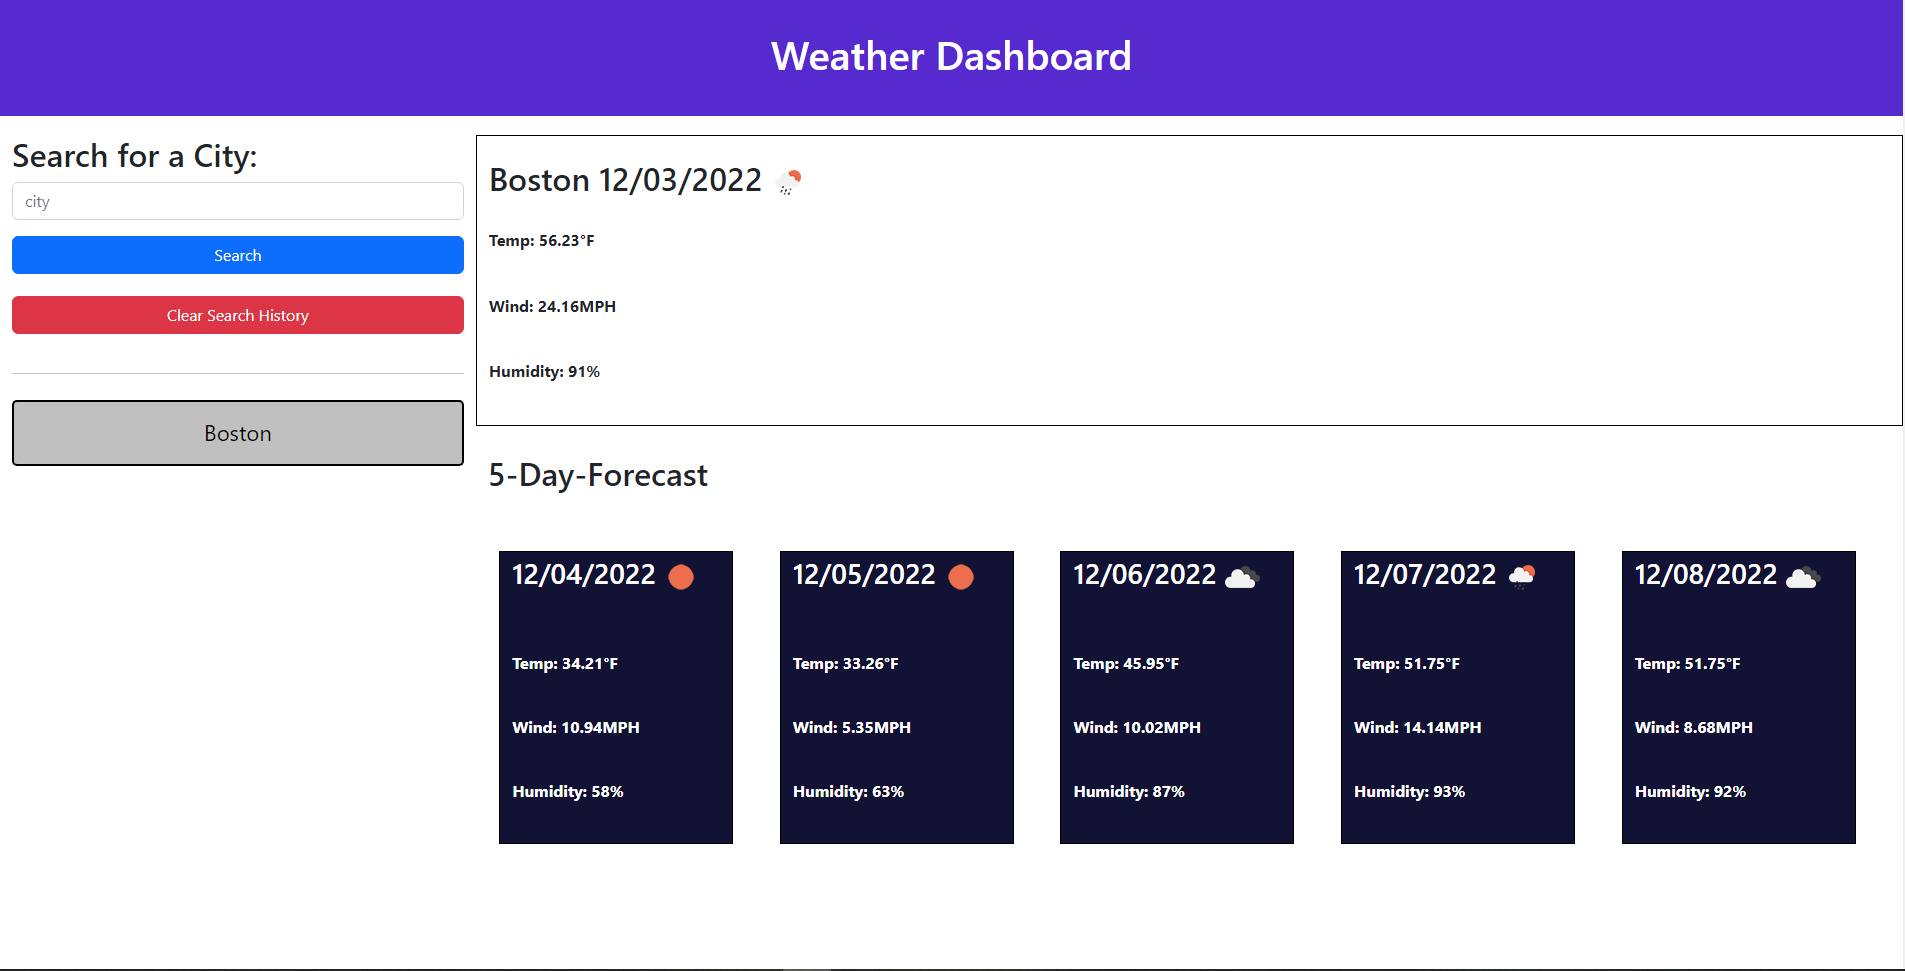 Weather Dashboard
Search for a City:
city
Search
Clear Search History
Boston
Boston 12/03/2022
Temp: 56.23°F
Wind: 24.16MPH
Humidity: 91%
5-Day-Forecast
12/04/2022
Temp: 34.21°F
Wind: 10.94MPH
Humidity: 58%
12/05/2022
Temp: 33.26°F
Wind: 5.35MPH
Humidity: 63%
12/06/2022
Temp: 45.95°F
Wind: 10.02MPH
Humidity: 87%
12/07/2022
Temp: 51.75°F
Wind: 14.14MPH
Humidity: 93%
12/08/2022
Temp: 51.75°F
Wind: 8.68MPH
Humidity: 92%